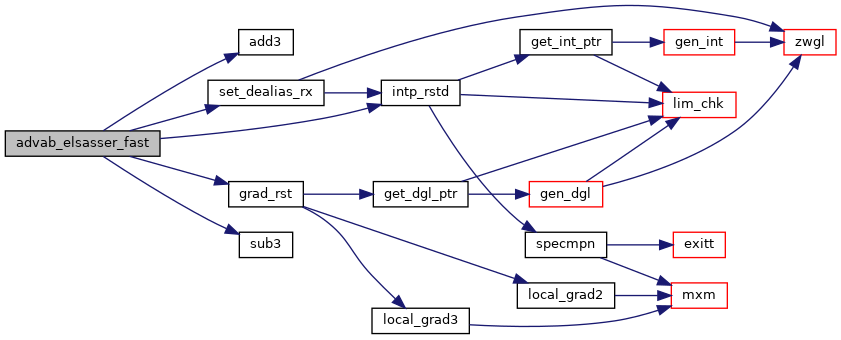 advab_elsasser_fast
add3
set_dealias_rx
grad_rst
sub3
intp_rstd
get_dgl_ptr
local_grad3
get_int_ptr
gen_dgl
specmpn
local_grad2
gen_int
lim_chk
exitt
mxm
zwgl